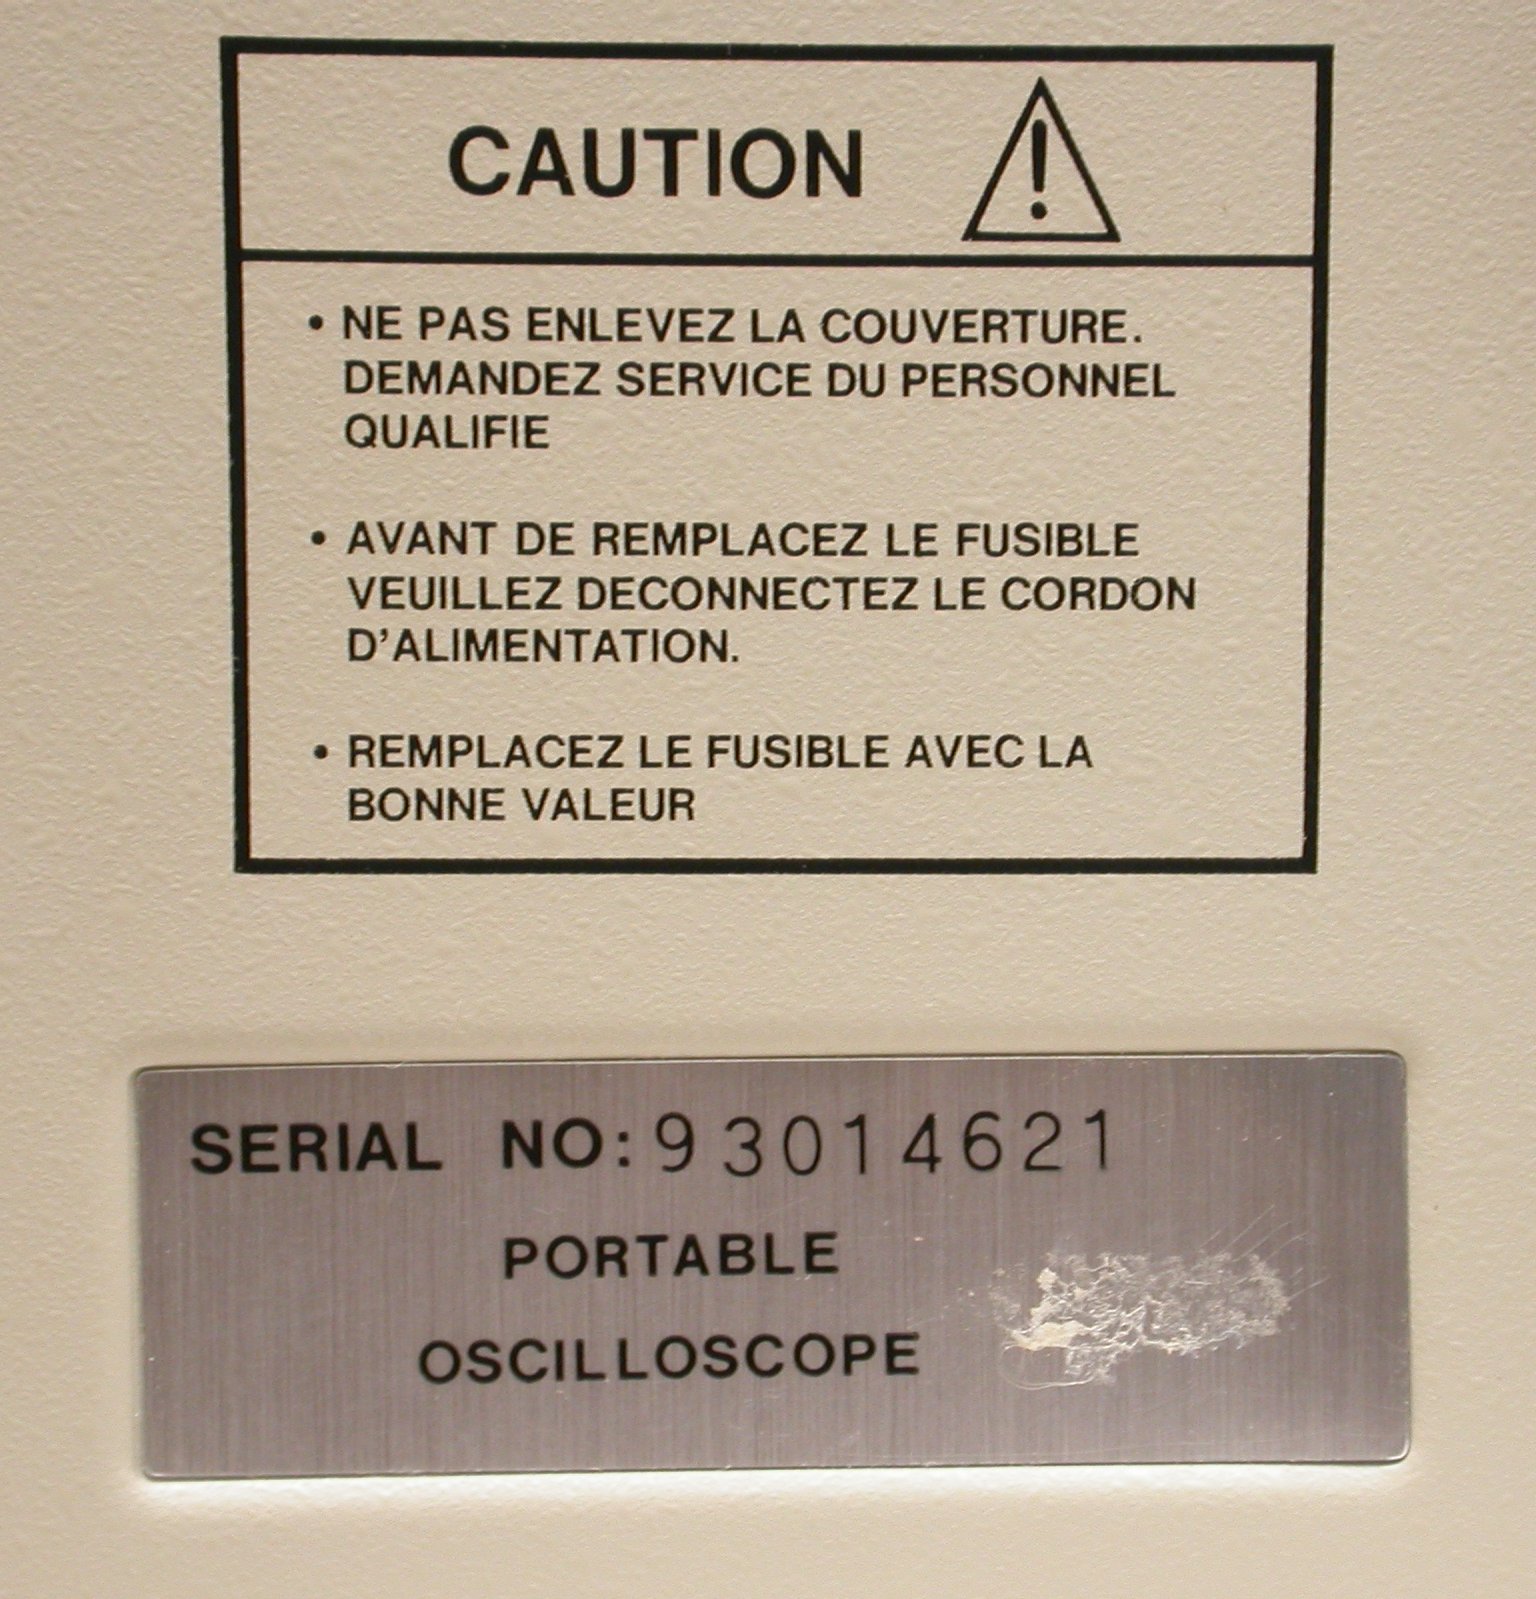 CAUTION
• NE PAS ENLEVEZ LA COUVERTURE.
DEMANDEZ SERVICE DU PERSONNEL
QUALIFIE
• AVANT DE REMPLACEZ LE FUSIBLE
VEUILLEZ DECONNECTEZ LE CORDON
D'ALIMENTATION.
• REMPLACEZ LE FUSIBLE AVEC LA
BONNE VALEUR
SERIAL NO: 93014621
PORTABLE
OSCILLOSCOPE